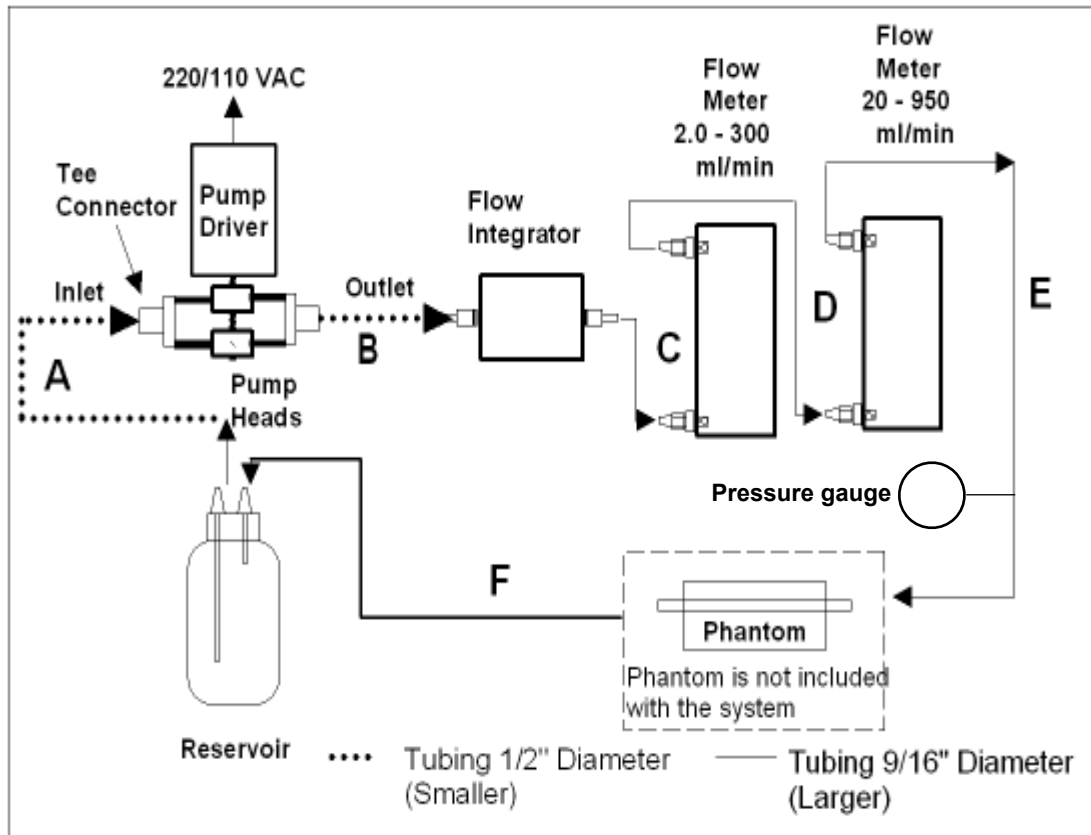 220/110 VAC
Tee
Connector
Pump
Driver
Inlet
Outlet
A
B
Pump
Heads
Flow
Integrator
Flow
Meter
2.0 - 300
ml/min
Flow
Meter
20 - 950
ml/min
C
D
E
Pressure gauge
F
Phantom
Phantom is not included
with the system
Reservoir
Tubing 1/2" Diameter
(Smaller)
Tubing 9/16" Diameter
(Larger)